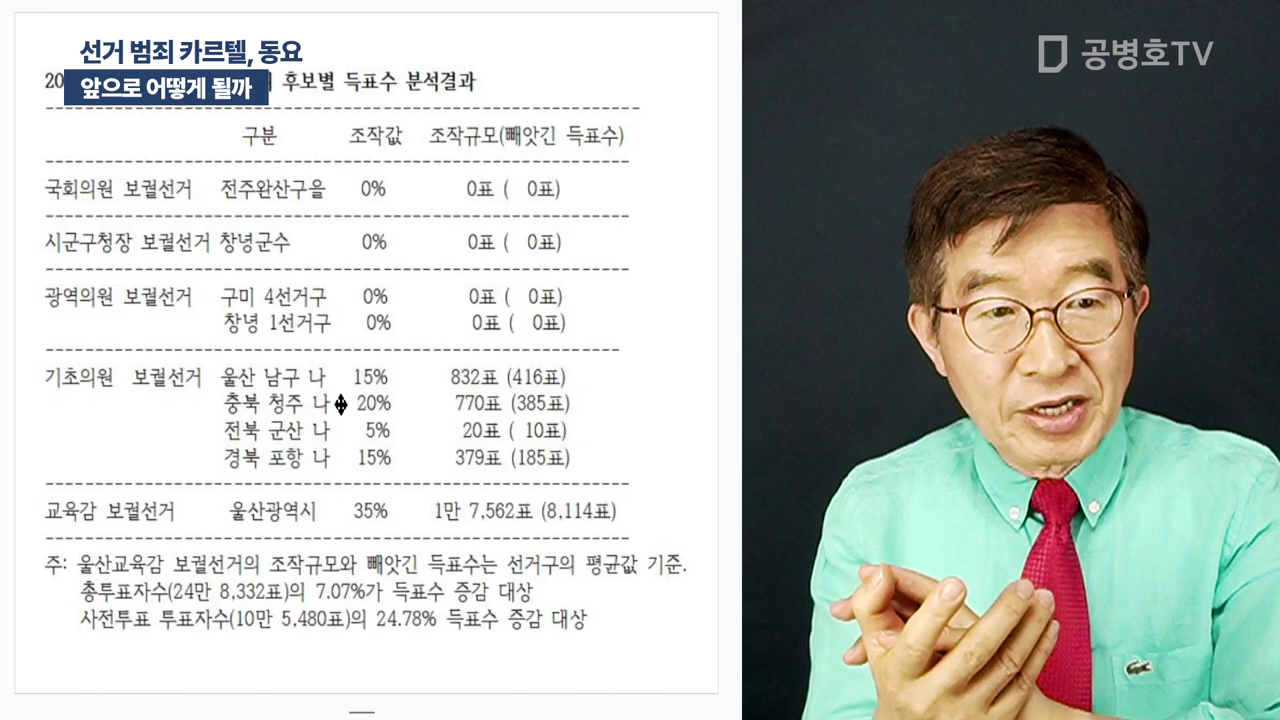 선거 범죄 카르텔, 동요
앞으로 어떻게 될까
공병호TV
20 후보별 득표수 분석결과
구분 조작값 조작규모(빼앗긴 득표수)
국회의원 보궐선거 전주완산구을 0% 0표 ( 0표)
시군구청장 보궐선거 창녕군수 0% 0표 ( 0표)
광역의원 보궐선거 구미 4선거구 0% 0표 ( 0표)
창녕 1선거구 0% 0표 ( 0표)
기초의원 보궐선거 울산 남구 나 15% 832표 (416표)
충북 청주 나 20% 770표 (385표)
전북 군산 나 5% 20표 ( 10표)
경북 포항 나 15% 379표 (185표)
교육감 보궐선거 울산광역시 35% 1만 7,562표 (8,114표)
주: 울산교육감 보궐선거의 조작규모와 빼앗긴 득표수는 선거구의 평균값 기준.
총투표자수(24만 8,332표)의 7.07%가 득표수 증감 대상
사전투표 투표자수(10만 5,480표)의 24.78% 득표수 증감 대상